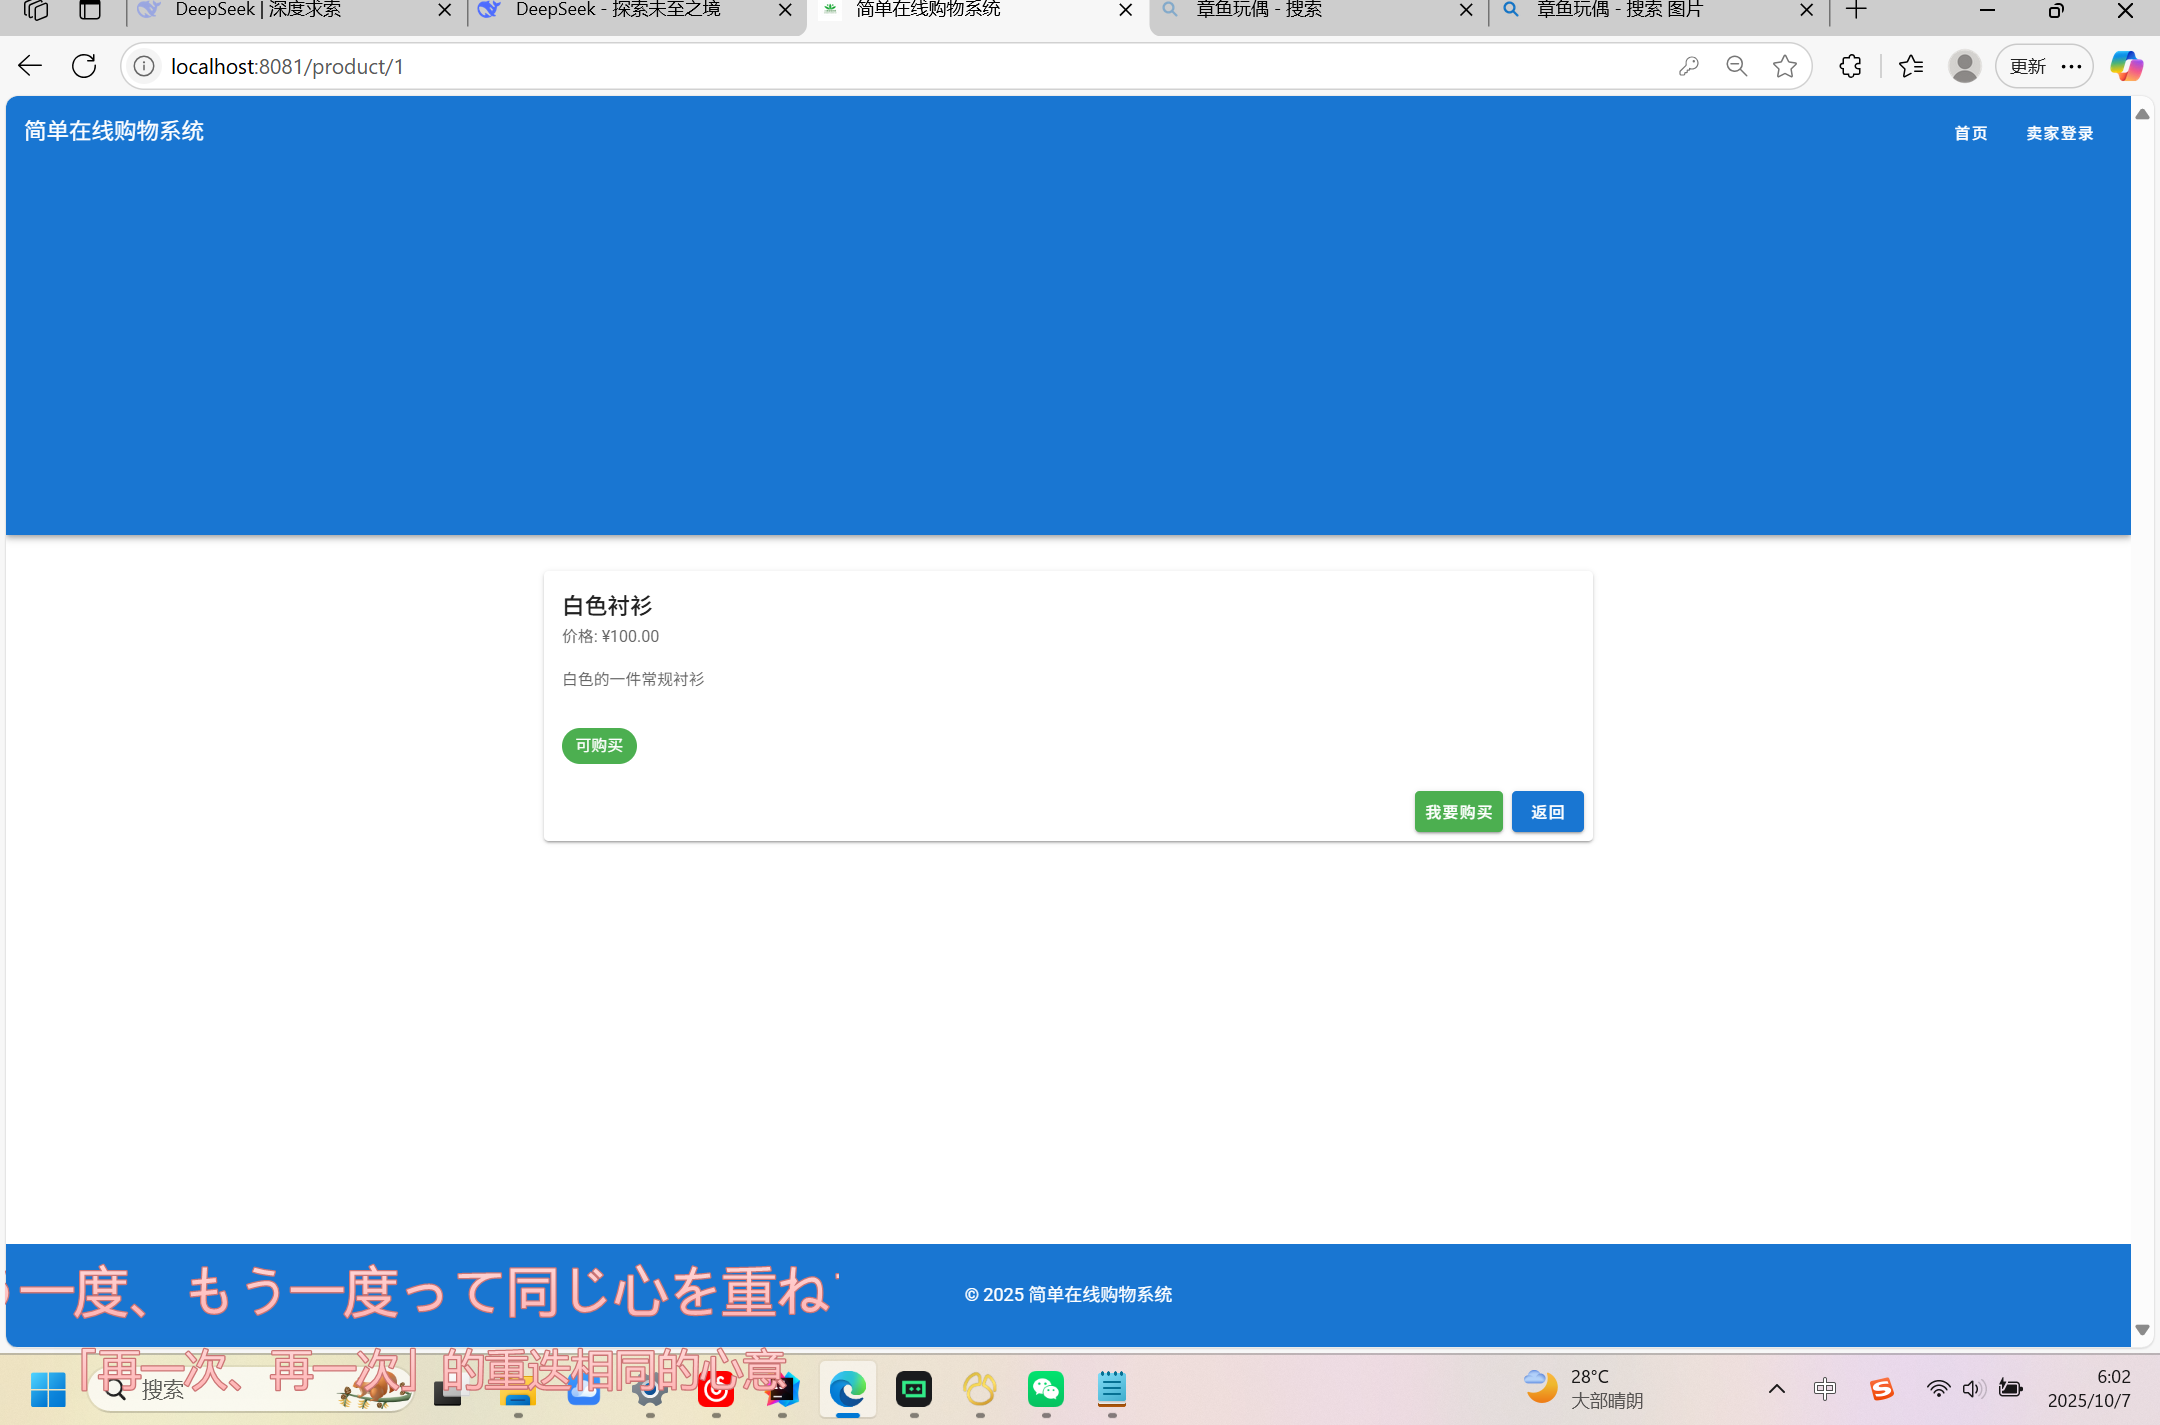 DeepSeek | 深度求索
DeepSeek - 探索未至之境
简单在线购物系统
章鱼玩偶 - 搜索
章鱼玩偶 - 搜索 图片
localhost:8081/product/1
更新
简单在线购物系统
首页
卖家登录
白色衬衫
价格: ¥100.00
白色的一件常规衬衫
可购买
我要购买
返回
一度、もう一度って同じ心を重ね
© 2025 简单在线购物系统
「再一次、再一次」的重迭相同的心意
搜索
28°C
大部晴朗
中
6:02
2025/10/7